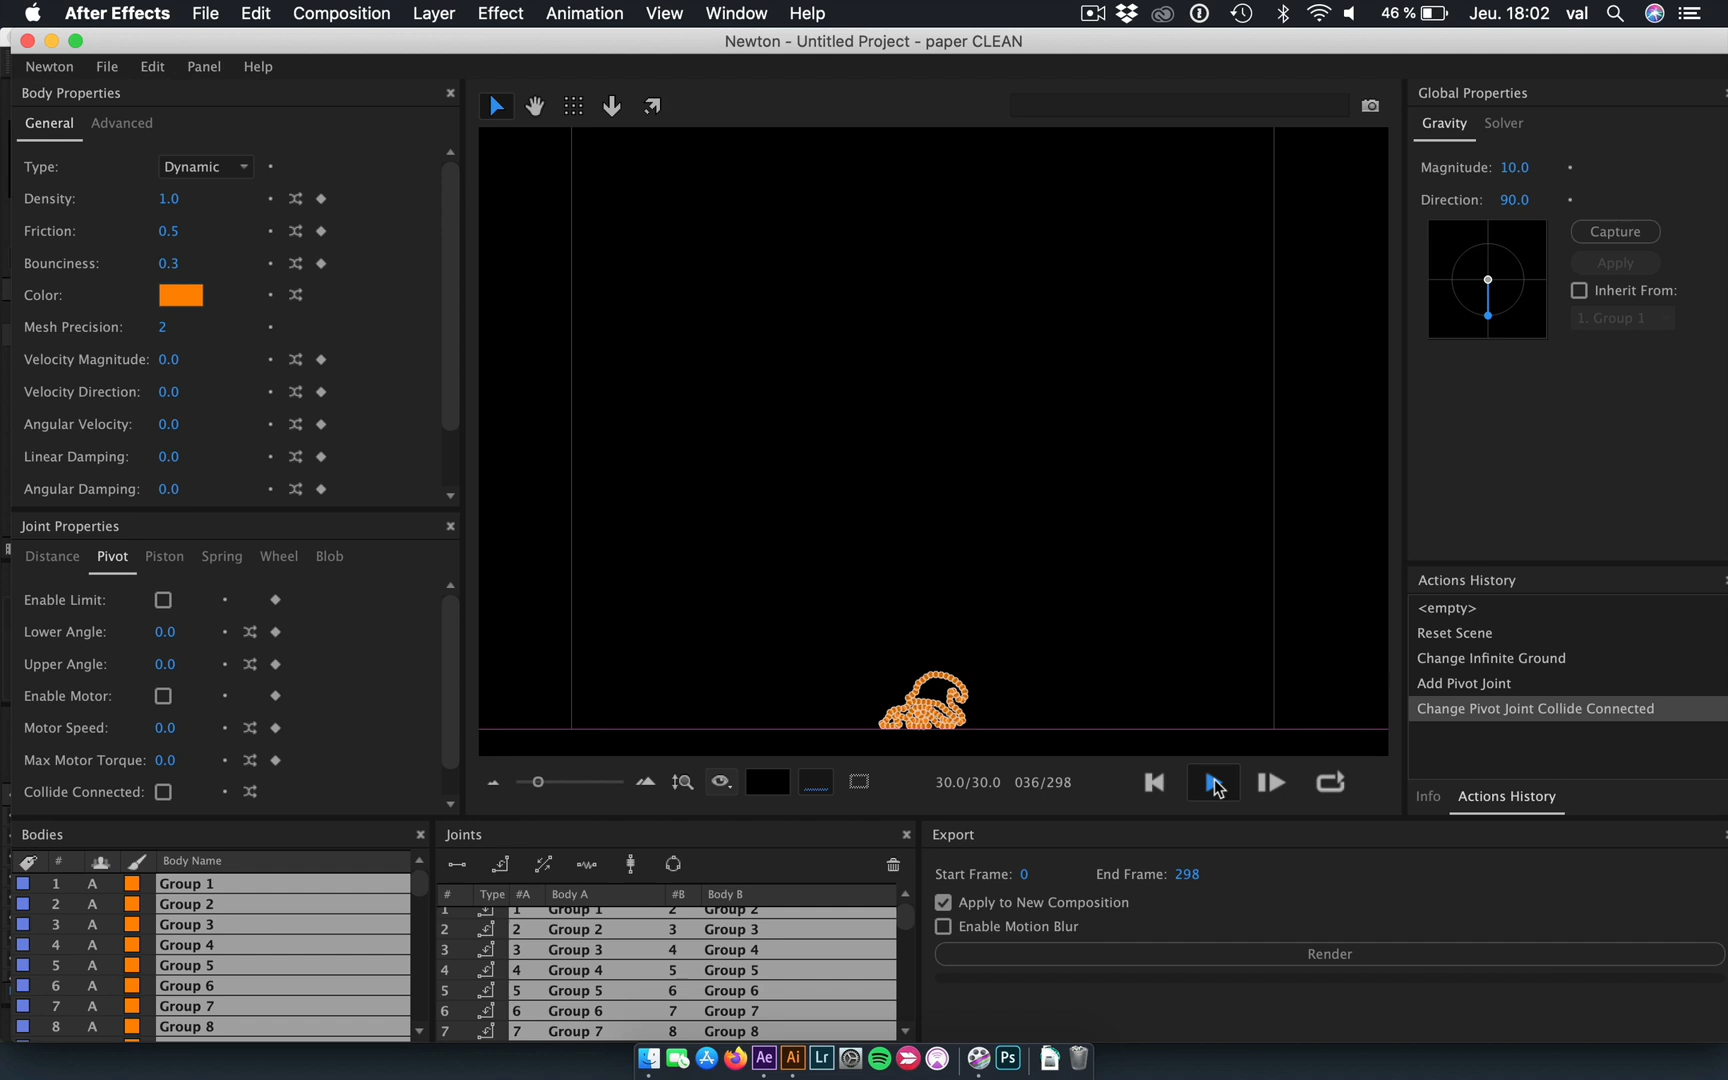 After Effects File Edit Composition Layer Effect Animation View Window Help 46 % Jeu. 18:02 val
Newton - Untitled Project - paper CLEAN
Newton File Edit Panel Help
Body Properties
General Advanced
Type: Dynamic
Density: 1.0
Friction: 0.5
Bounciness: 0.3
Color:
Mesh Precision: 2
Velocity Magnitude: 0.0
Velocity Direction: 0.0
Angular Velocity: 0.0
Linear Damping: 0.0
Angular Damping: 0.0
Joint Properties
Distance Pivot Piston Spring Wheel Blob
Enable Limit:
Lower Angle: 0.0
Upper Angle: 0.0
Enable Motor:
Motor Speed: 0.0
Max Motor Torque: 0.0
Collide Connected:
30.0/30.0 036/298
Global Properties
Gravity Solver
Magnitude: 10.0
Direction: 90.0
Capture
Apply
Inherit From:
1. Group 1
Actions History
<empty>
Reset Scene
Change Infinite Ground
Add Pivot Joint
Change Pivot Joint Collide Connected
Info Actions History
Bodies
# Body Name
1 A Group 1
2 A Group 2
3 A Group 3
4 A Group 4
5 A Group 5
6 A Group 6
7 A Group 7
8 A Group 8
Joints
# Type #A Body A #B Body B
1 1 Group 1 2 Group 2
2 2 Group 2 3 Group 3
3 3 Group 3 4 Group 4
4 4 Group 4 5 Group 5
5 5 Group 5 6 Group 6
6 6 Group 6 7 Group 7
7 7 Group 7 8 Group 8
Export
Start Frame: 0 End Frame: 298
Apply to New Composition
Enable Motion Blur
Render
Ae Ai Lr Ps